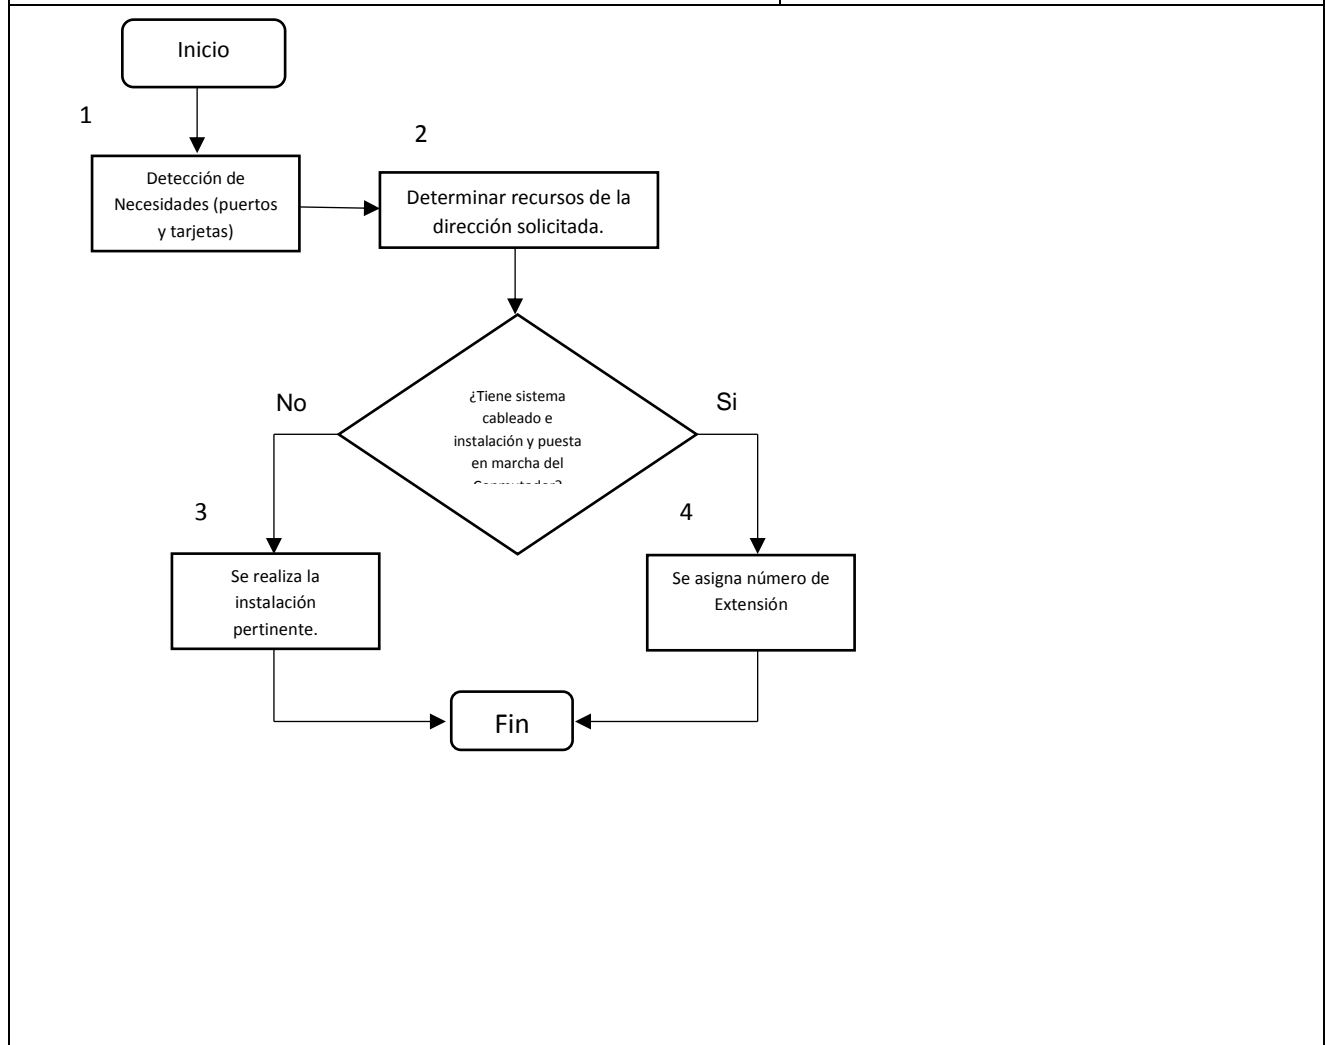 Inicio
1
2
Detección de
Necesidades (puertos
y tarjetas)
Determinar recursos de la
dirección solicitada.
¿Tiene sistema
cableado e
instalación y puesta
en marcha del
No
Si
3
4
Se realiza la
instalación
pertinente.
Se asigna número de
Extensión
Fin